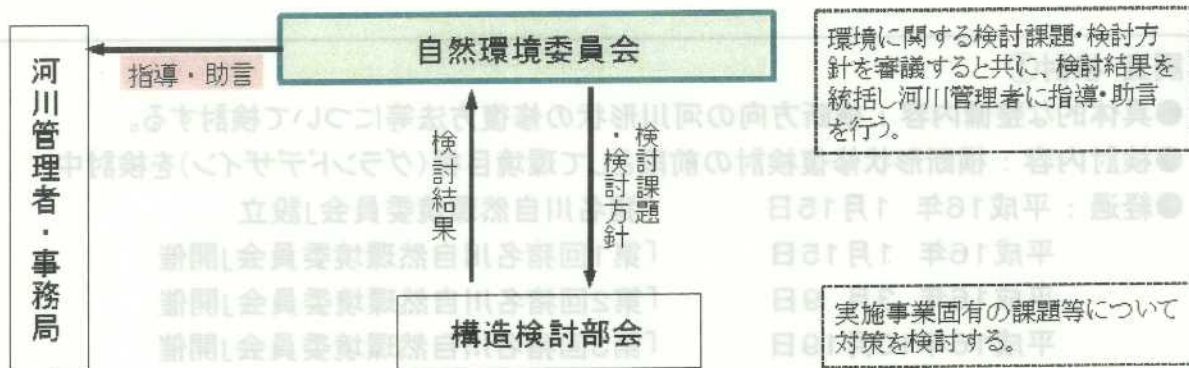 自然環境委員会
指導・助言
河川管理者・事務局
検討結果
検討課題
・検討方針
構造検討部会
環境に関する検討課題・検討方
針を審議すると共に、検討結果を
統括し河川管理者に指導・助言
を行う。
実施事業固有の課題等について
対策を検討する。